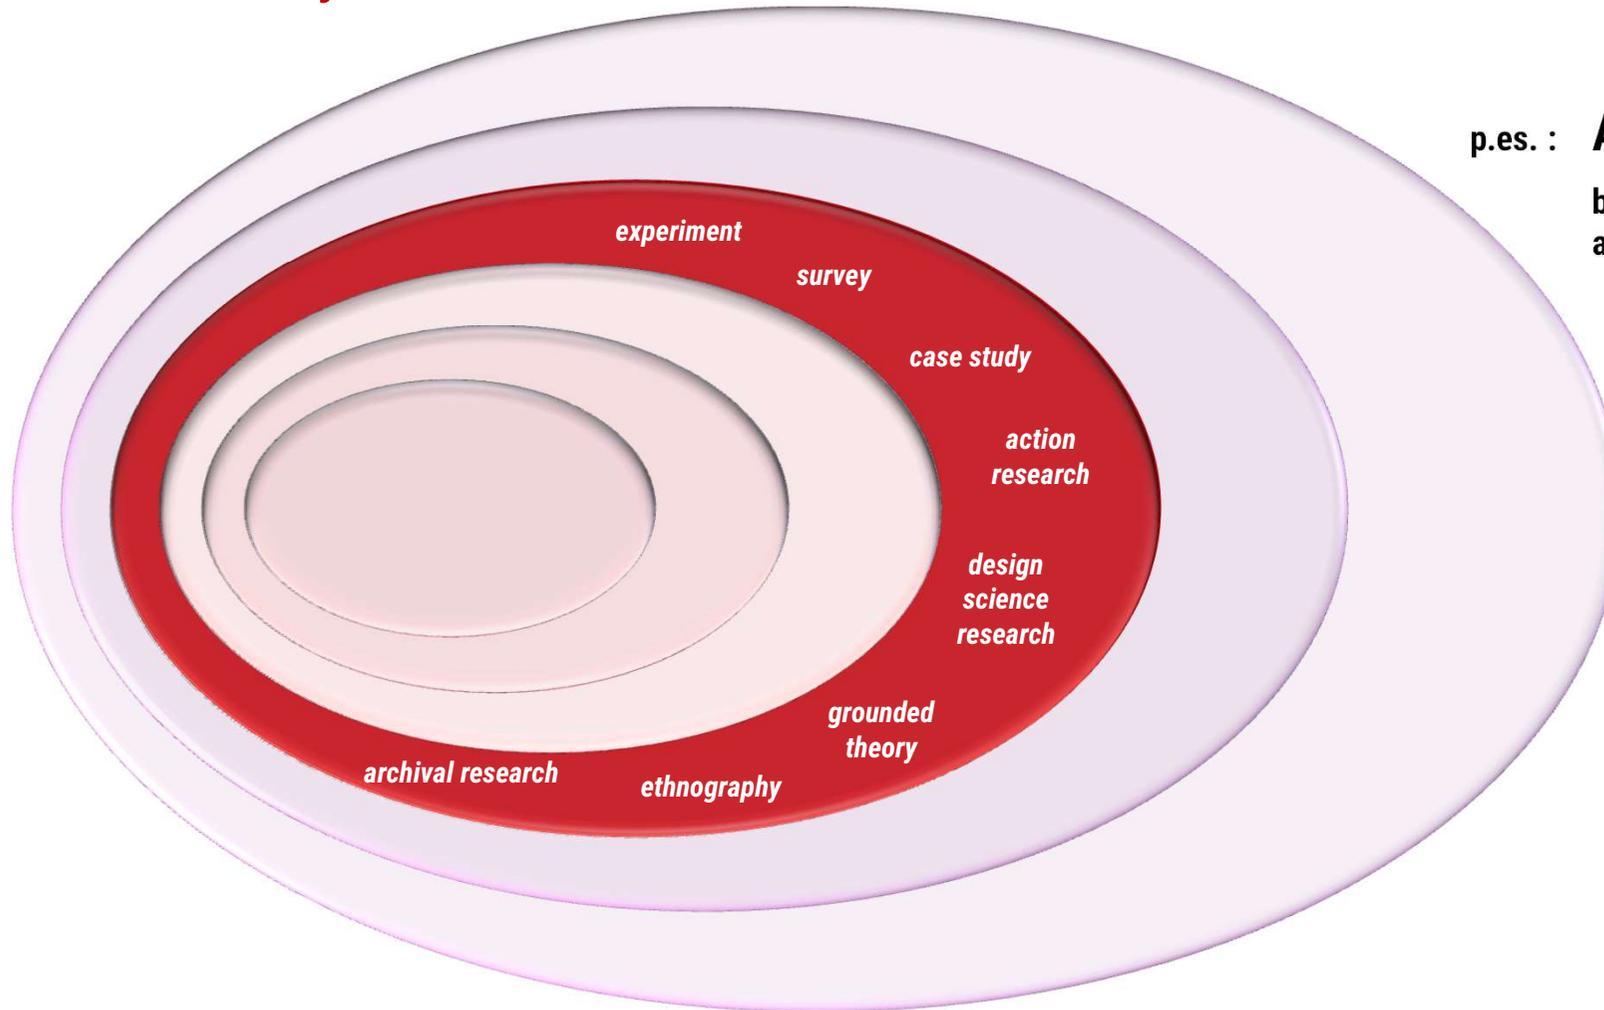 p.es. :
experiment
survey
case study
action
research
design
science
research
grounded
theory
archival research
ethnography